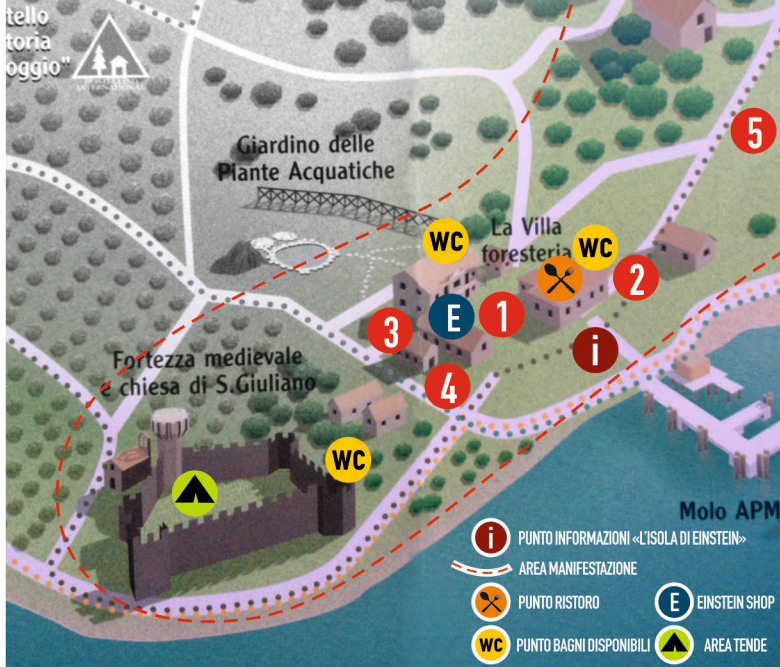 tello
toria
oggio"
Giardino delle
Piante Acquatiche
5
WC
La Villa
foresteria
WC
2
1
E
3
i
Fortezza medievale
e chiesa di S.Giuliano
4
WC
Molo APM
i PUNTO INFORMAZIONI «L'ISOLA DI EINSTEIN»
AREA MANIFESTAZIONE
PUNTO RISTORO
E EINSTEIN SHOP
WC PUNTO BAGNI DISPONIBILI
AREA TENDE